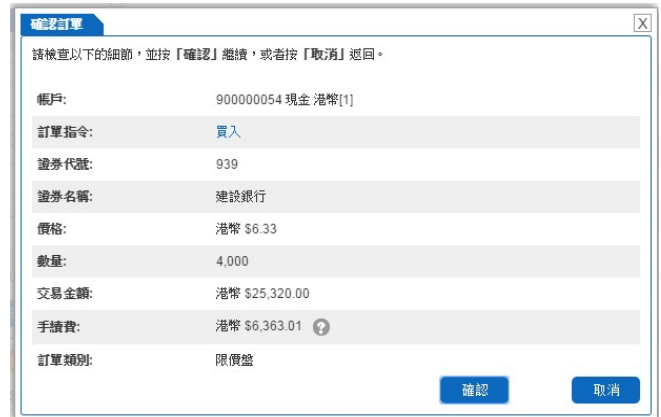 確認訂單
X
請檢查以下的細節，並按「確認」繼續，或者按「取消」返回。
帳戶: 900000054 現金 港幣[1]
訂單指令: 買入
證券代號: 939
證券名稱: 建設銀行
價格: 港幣 $6.33
數量: 4,000
交易金額: 港幣 $25,320.00
手續費: 港幣 $6,363.01 ?
訂單類別: 限價盤
確認 取消